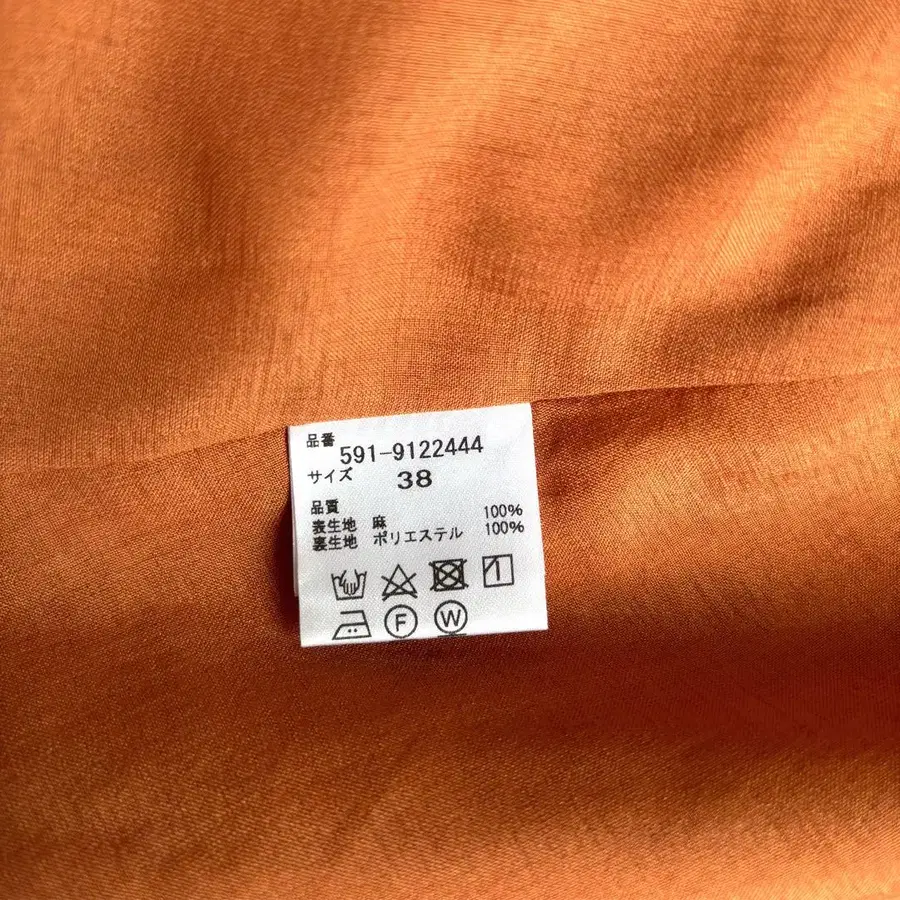 品番 591-9122444
サイズ 38
品質
表生地 麻 100%
裏生地 ポリエステル 100%
F W